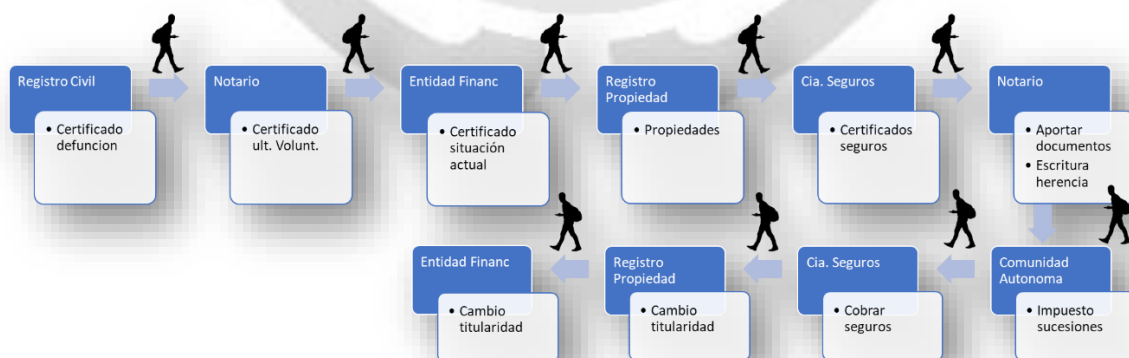 Registro Civil
• Certificado
defuncion
Notario
• Certificado
ult. Volunt.
Entidad Financ
• Certificado
situación
actual
Registro
Propiedad
• Propiedades
Cia. Seguros
• Certificados
seguros
Notario
• Aportar
documentos
• Escritura
herencia
Comunidad
Autonoma
• Impuesto
sucesiones
Cia. Seguros
• Cobrar
seguros
Registro
Propiedad
• Cambio
titularidad
Entidad Financ
• Cambio
titularidad